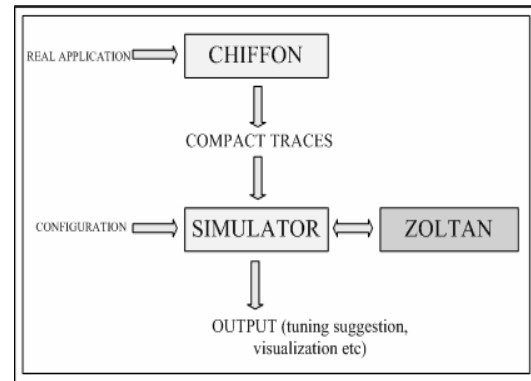 REAL APPLICATION
CHIFFON
COMPACT TRACES
CONFIGURATION
SIMULATOR
ZOLTAN
OUTPUT (tuning suggestion,
visualization etc)